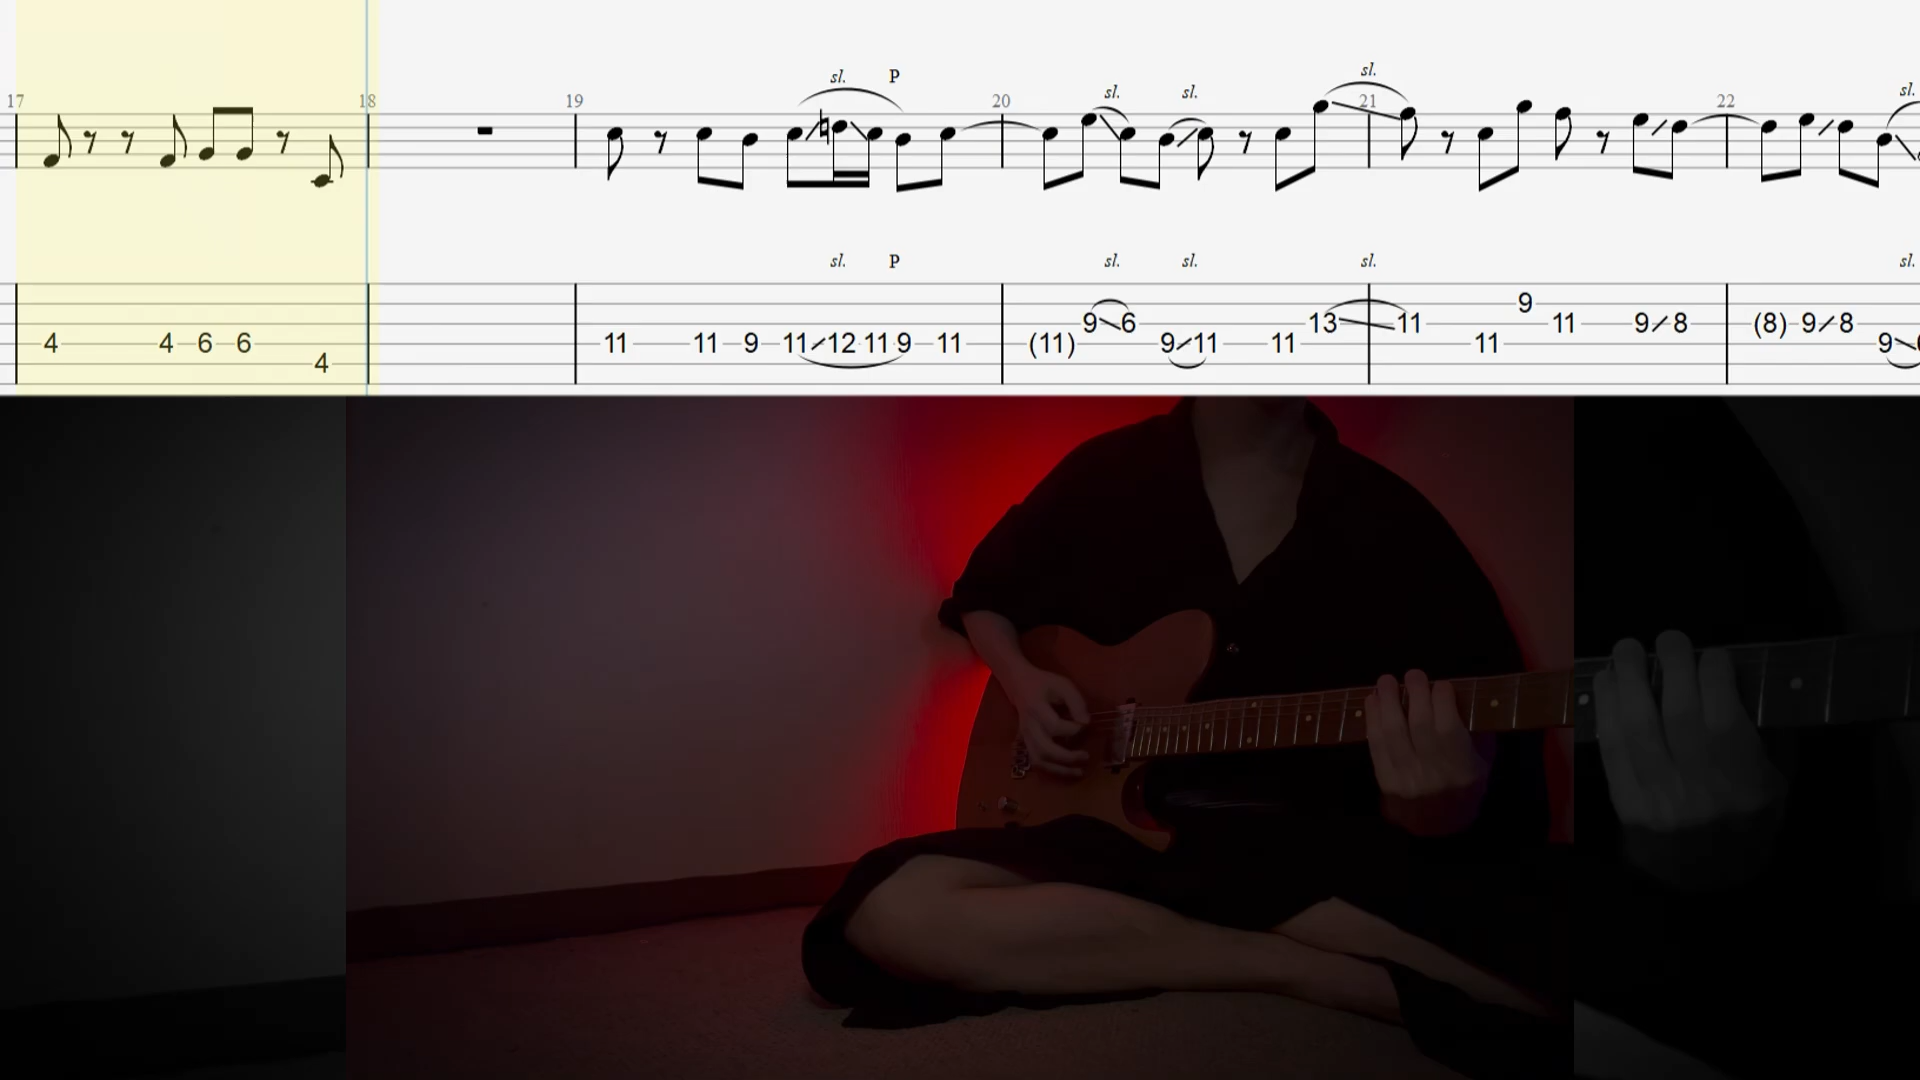 sl.
sl. P sl. sl. sl.
17 18 19 20 21 22
sl. P sl. sl. sl. sl.
9
9 6 13 11 11 9 8 (8) 9 8
4 4 6 6 11 11 9 11 12 11 9 11 (11) 9 11 11 11 9
4